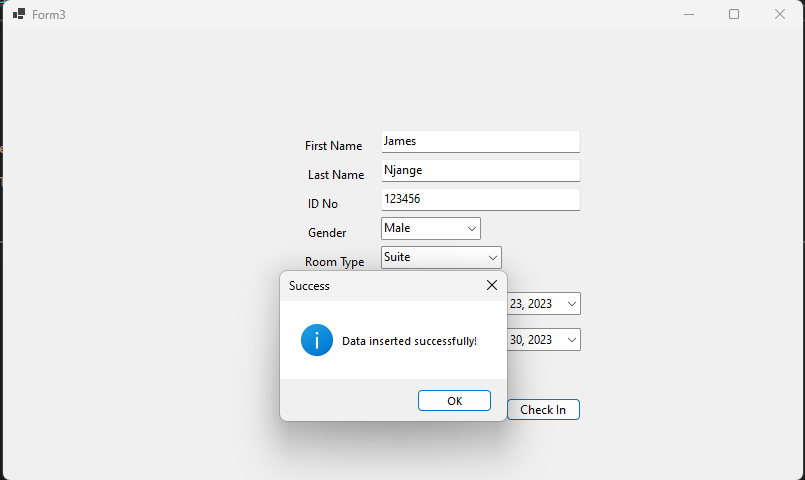 Form3
First Name James
Last Name Njange
ID No 123456
Gender Male
Room Type Suite
Success
23, 2023
Data inserted successfully!
30, 2023
OK
Check In